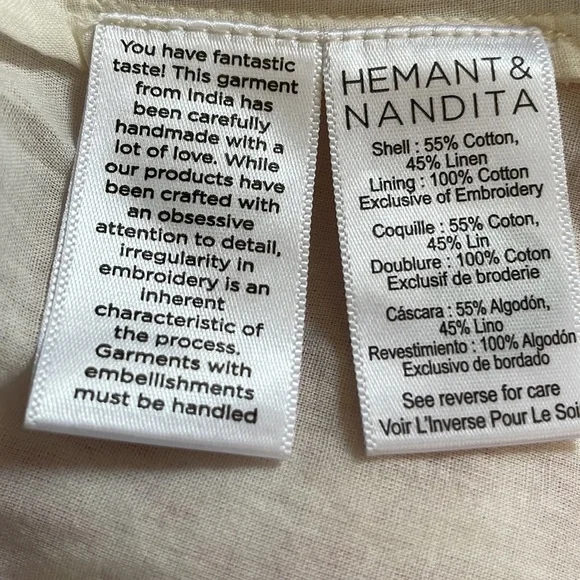 You have fantastic
taste! This garment
from India has
been carefully
handmade with a
lot of love. While
our products have
been crafted with
an obsessive
attention to detail,
irregularity in
embroidery is an
inherent
characteristic of
the process.
Garments with
embellishments
must be handled
HEMANT &
NANDITA
Shell : 55% Cotton,
45% Linen
Lining : 100% Cotton
Exclusive of Embroidery
Coquille : 55% Coton,
45% Lin
Doublure : 100% Coton
Exclusif de broderie
Cáscara : 55% Algodón,
45% Lino
Revestimiento : 100% Algodón
Exclusivo de bordado
See reverse for care
Voir L'Inverse Pour Le Soi